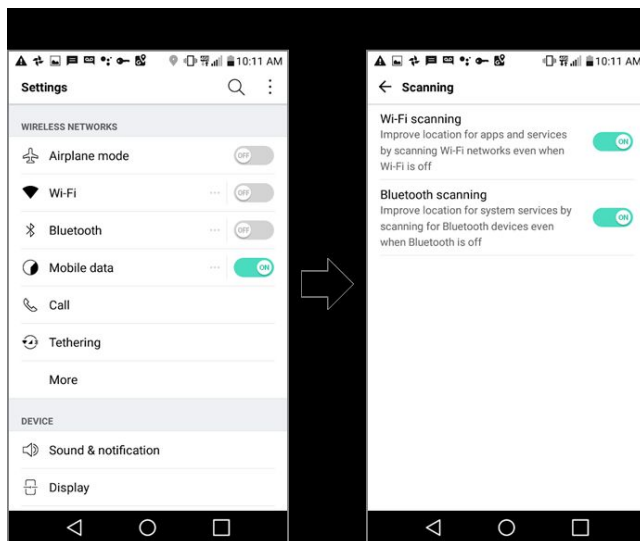 10:11 AM
Settings
WIRELESS NETWORKS
Airplane mode
OFF
Wi-Fi
OFF
Bluetooth
OFF
Mobile data
ON
Call
Tethering
More
DEVICE
Sound & notification
Display
10:11 AM
Scanning
Wi-Fi scanning
Improve location for apps and services
by scanning Wi-Fi networks even when
Wi-Fi is off
ON
Bluetooth scanning
Improve location for system services by
scanning for Bluetooth devices even
when Bluetooth is off
ON